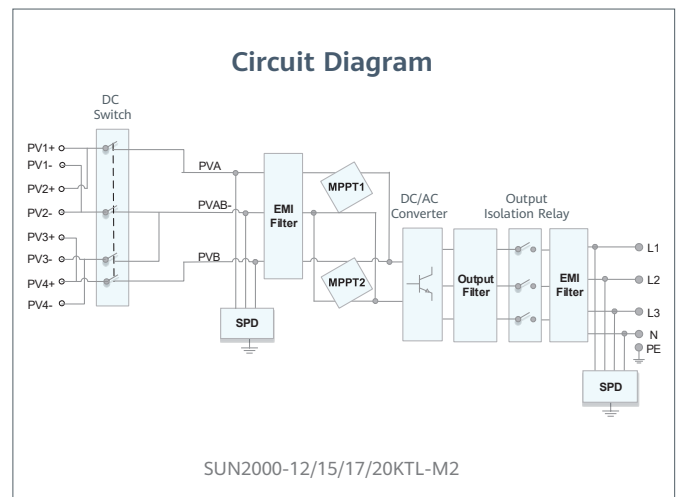 Circuit Diagram
DC
Switch
PV1+
PV1-
PV2+
PV2-
PV3+
PV3-
PV4+
PV4-
PVA
PVAB-
PVB
EMI
Filter
SPD
MPPT1
MPPT2
DC/AC
Converter
Output
Filter
Output
Isolation Relay
EMI
Filter
L1
L2
L3
N
PE
SPD
SUN2000-12/15/17/20KTL-M2